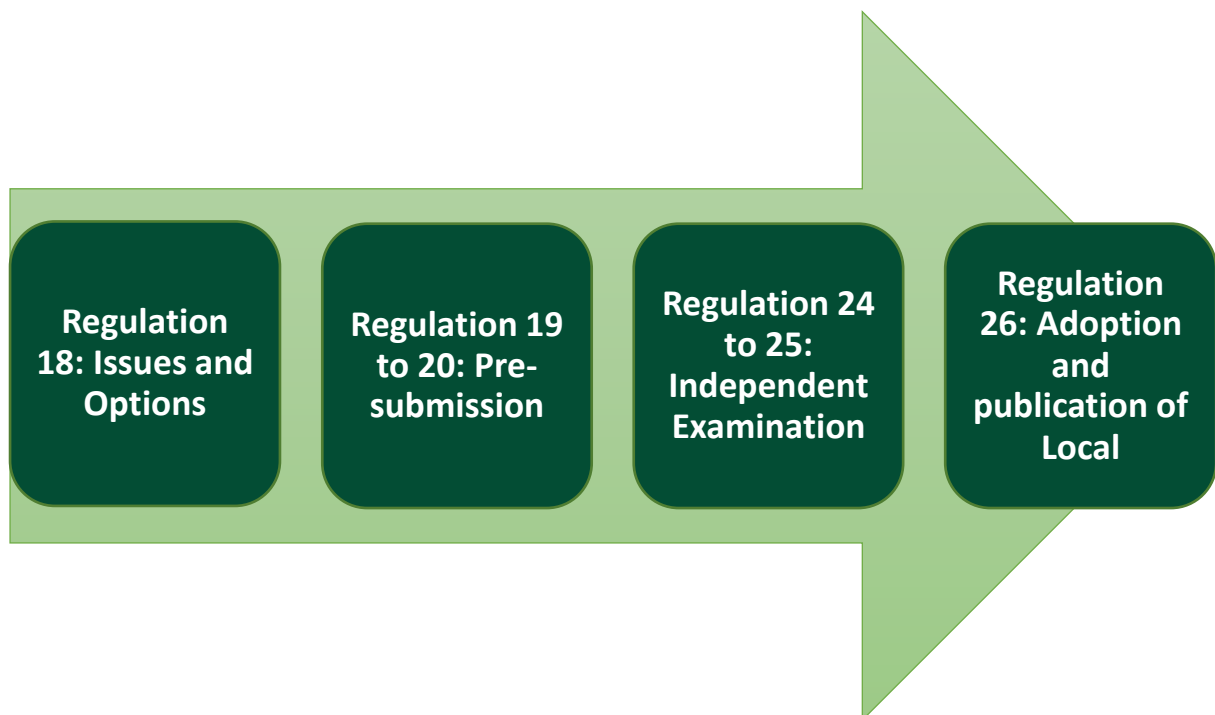 Regulation
18: Issues and
Options
Regulation 19
to 20: Pre-
submission
Regulation 24
to 25:
Independent
Examination
Regulation
26: Adoption
and
publication of
Local